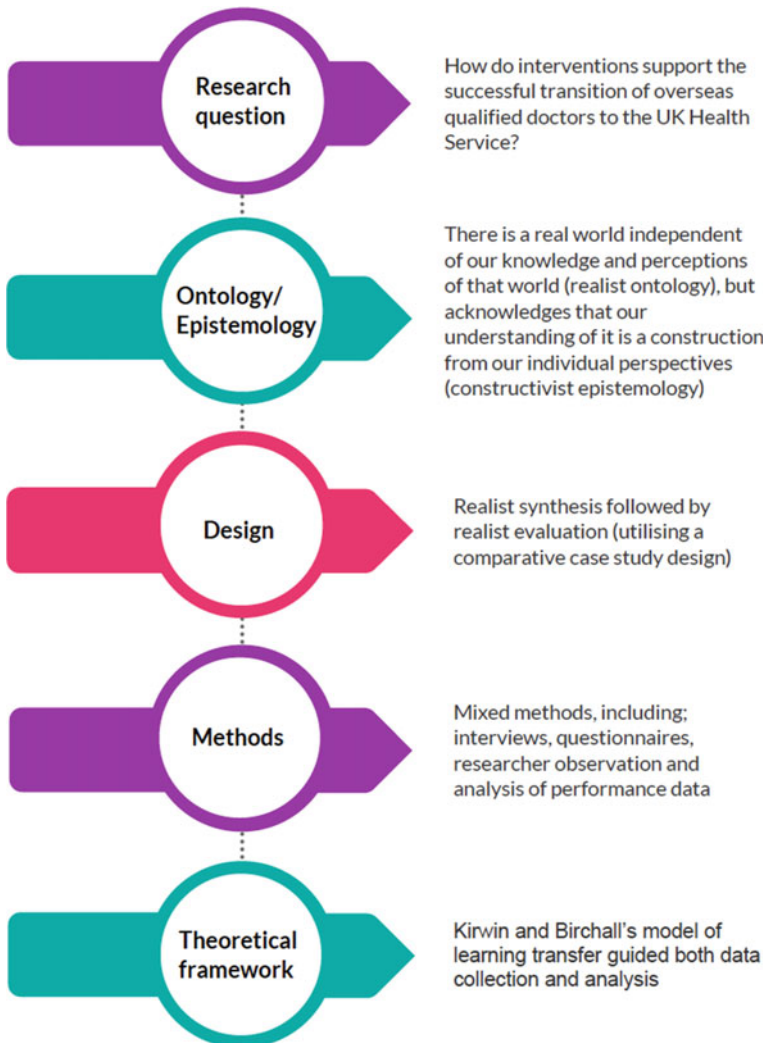 Research
question
How do interventions support the
successful transition of overseas
qualified doctors to the UK Health
Service?
Ontology/
Epistemology
There is a real world independent
of our knowledge and perceptions
of that world (realist ontology), but
acknowledges that our
understanding of it is a construction
from our individual perspectives
(constructivist epistemology)
Design
Realist synthesis followed by
realist evaluation (utilising a
comparative case study design)
Methods
Mixed methods, including;
interviews, questionnaires,
researcher observation and
analysis of performance data
Theoretical
framework
Kirwin and Birchall's model of
learning transfer guided both data
collection and analysis